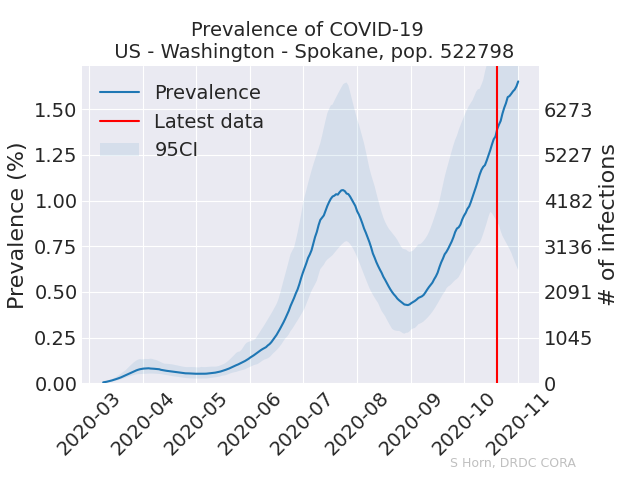 Prevalence of COVID-19
US - Washington - Spokane, pop. 522798
Prevalence
Latest data
95CI
Prevalence (%)
1.50
1.25
1.00
0.75
0.50
0.25
0.00
6273
5227
4182
3136
2091
1045
0
# of infections
2020-03
2020-04
2020-05
2020-06
2020-07
2020-08
2020-09
2020-10
2020-11
S Horn, DRDC CORA